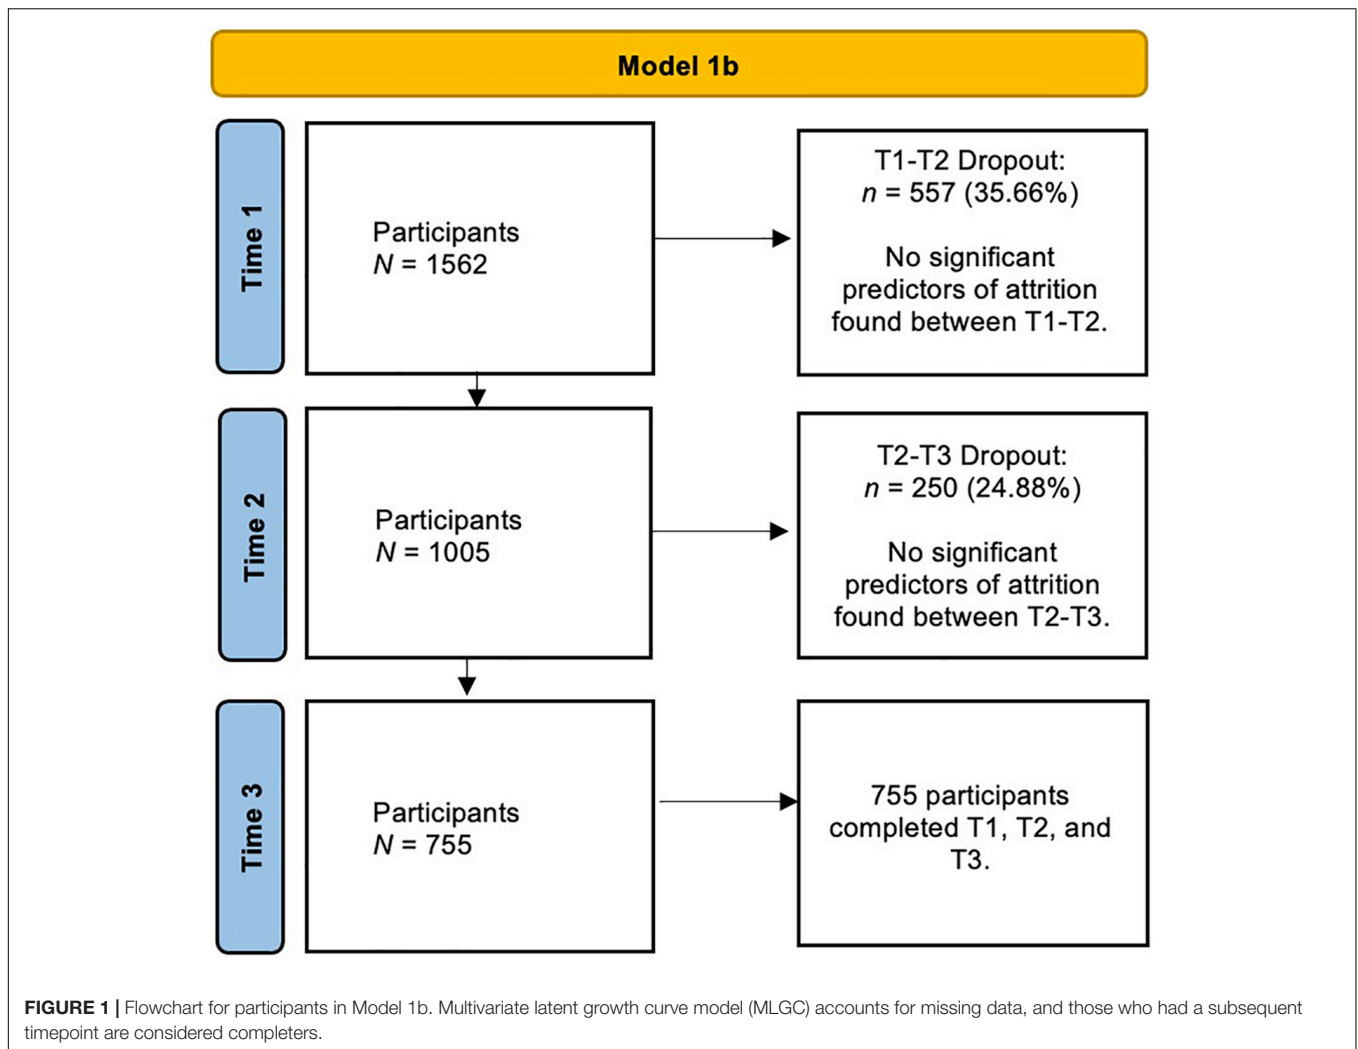 Model 1b
Time 1
Participants
N = 1562
T1-T2 Dropout:
n = 557 (35.66%)
No significant
predictors of attrition
found between T1-T2.
Time 2
Participants
N = 1005
T2-T3 Dropout:
n = 250 (24.88%)
No significant
predictors of attrition
found between T2-T3.
Time 3
Participants
N = 755
755 participants
completed T1, T2, and
T3.
FIGURE 1 | Flowchart for participants in Model 1b. Multivariate latent growth curve model (MLGC) accounts for missing data, and those who had a subsequent
timepoint are considered completers.